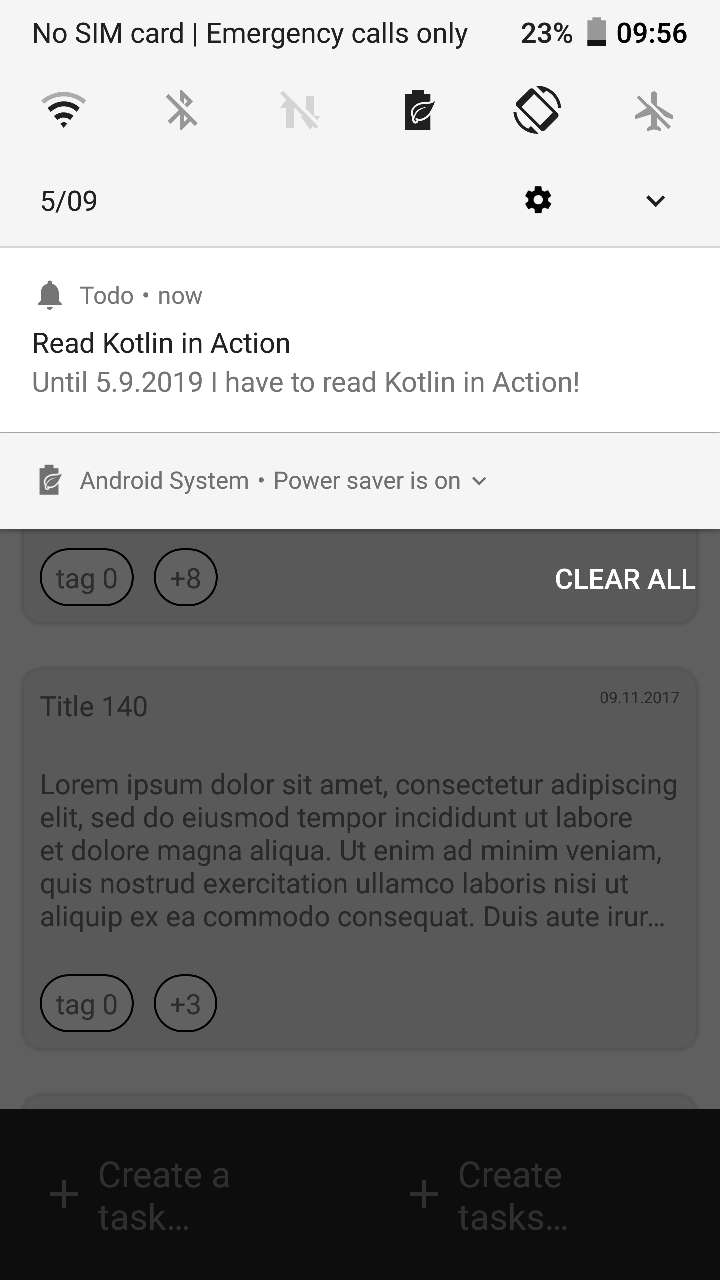 No SIM card | Emergency calls only 23% 09:56
5/09
Todo • now
Read Kotlin in Action
Until 5.9.2019 I have to read Kotlin in Action!
Android System • Power saver is on
tag 0 +8 CLEAR ALL
Title 140 09.11.2017
Lorem ipsum dolor sit amet, consectetur adipiscing
elit, sed do eiusmod tempor incididunt ut labore
et dolore magna aliqua. Ut enim ad minim veniam,
quis nostrud exercitation ullamco laboris nisi ut
aliquip ex ea commodo consequat. Duis aute irur...
tag 0 +3
+ Create a
task...
+ Create
tasks...